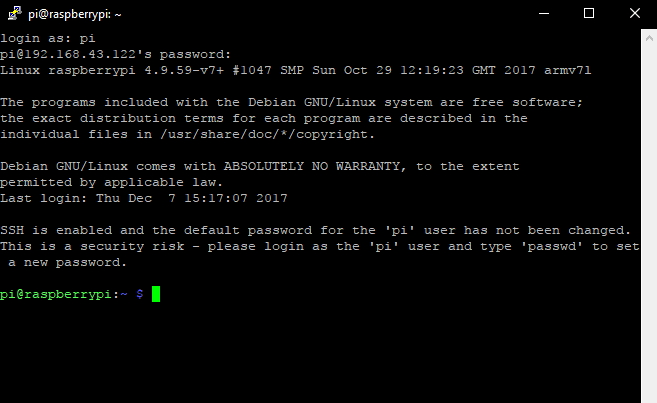 pi@raspberrypi: ~
login as: pi
pi@192.168.43.122's password:
Linux raspberrypi 4.9.59-v7+ #1047 SMP Sun Oct 29 12:19:23 GMT 2017 armv7l
The programs included with the Debian GNU/Linux system are free software;
the exact distribution terms for each program are described in the
individual files in /usr/share/doc/*/copyright.
Debian GNU/Linux comes with ABSOLUTELY NO WARRANTY, to the extent
permitted by applicable law.
Last login: Thu Dec  7 15:17:07 2017
SSH is enabled and the default password for the 'pi' user has not been changed.
This is a security risk - please login as the 'pi' user and type 'passwd' to set
 a new password.
pi@raspberrypi:~ $